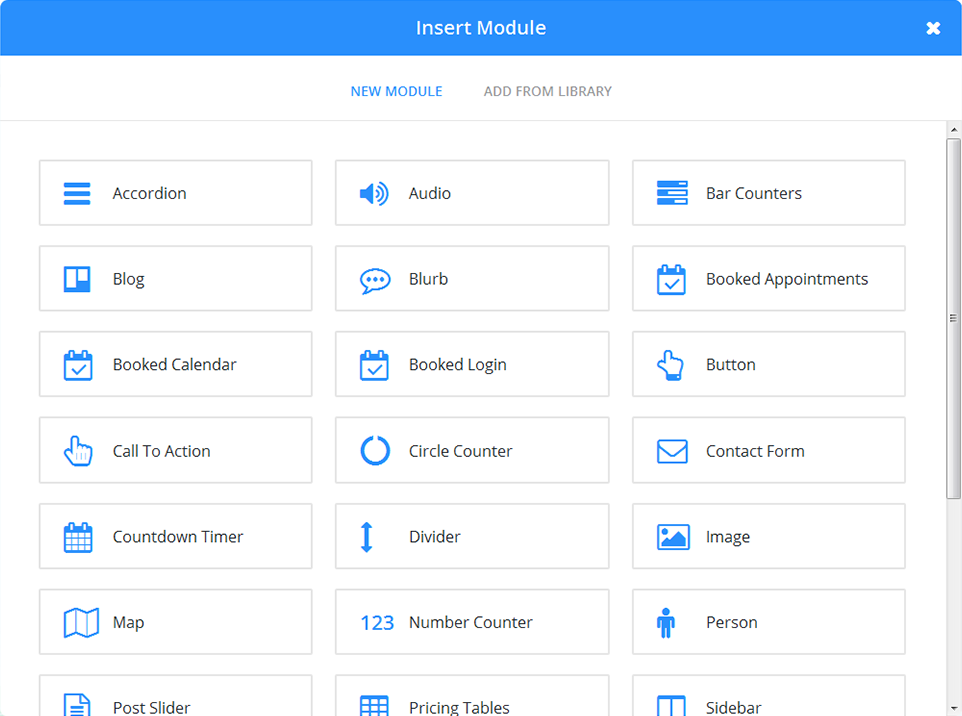 Insert Module
NEW MODULE ADD FROM LIBRARY
Accordion Audio Bar Counters
Blog Blurb Booked Appointments
Booked Calendar Booked Login Button
Call To Action Circle Counter Contact Form
Countdown Timer Divider Image
Map 123 Number Counter Person
Post Slider Pricing Tables Sidebar